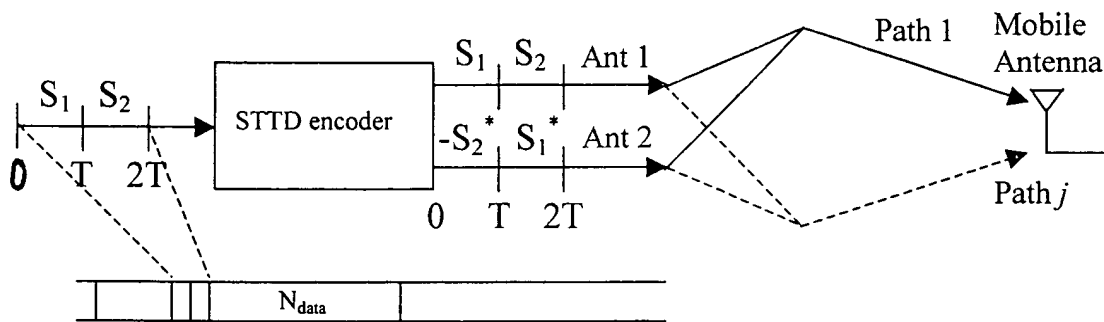 Path 1
Mobile
Antenna
S1 S2
S1 S2 Ant 1
STTD encoder
-S2* S1* Ant 2
0 T 2T
0 T 2T
Path j
Ndata